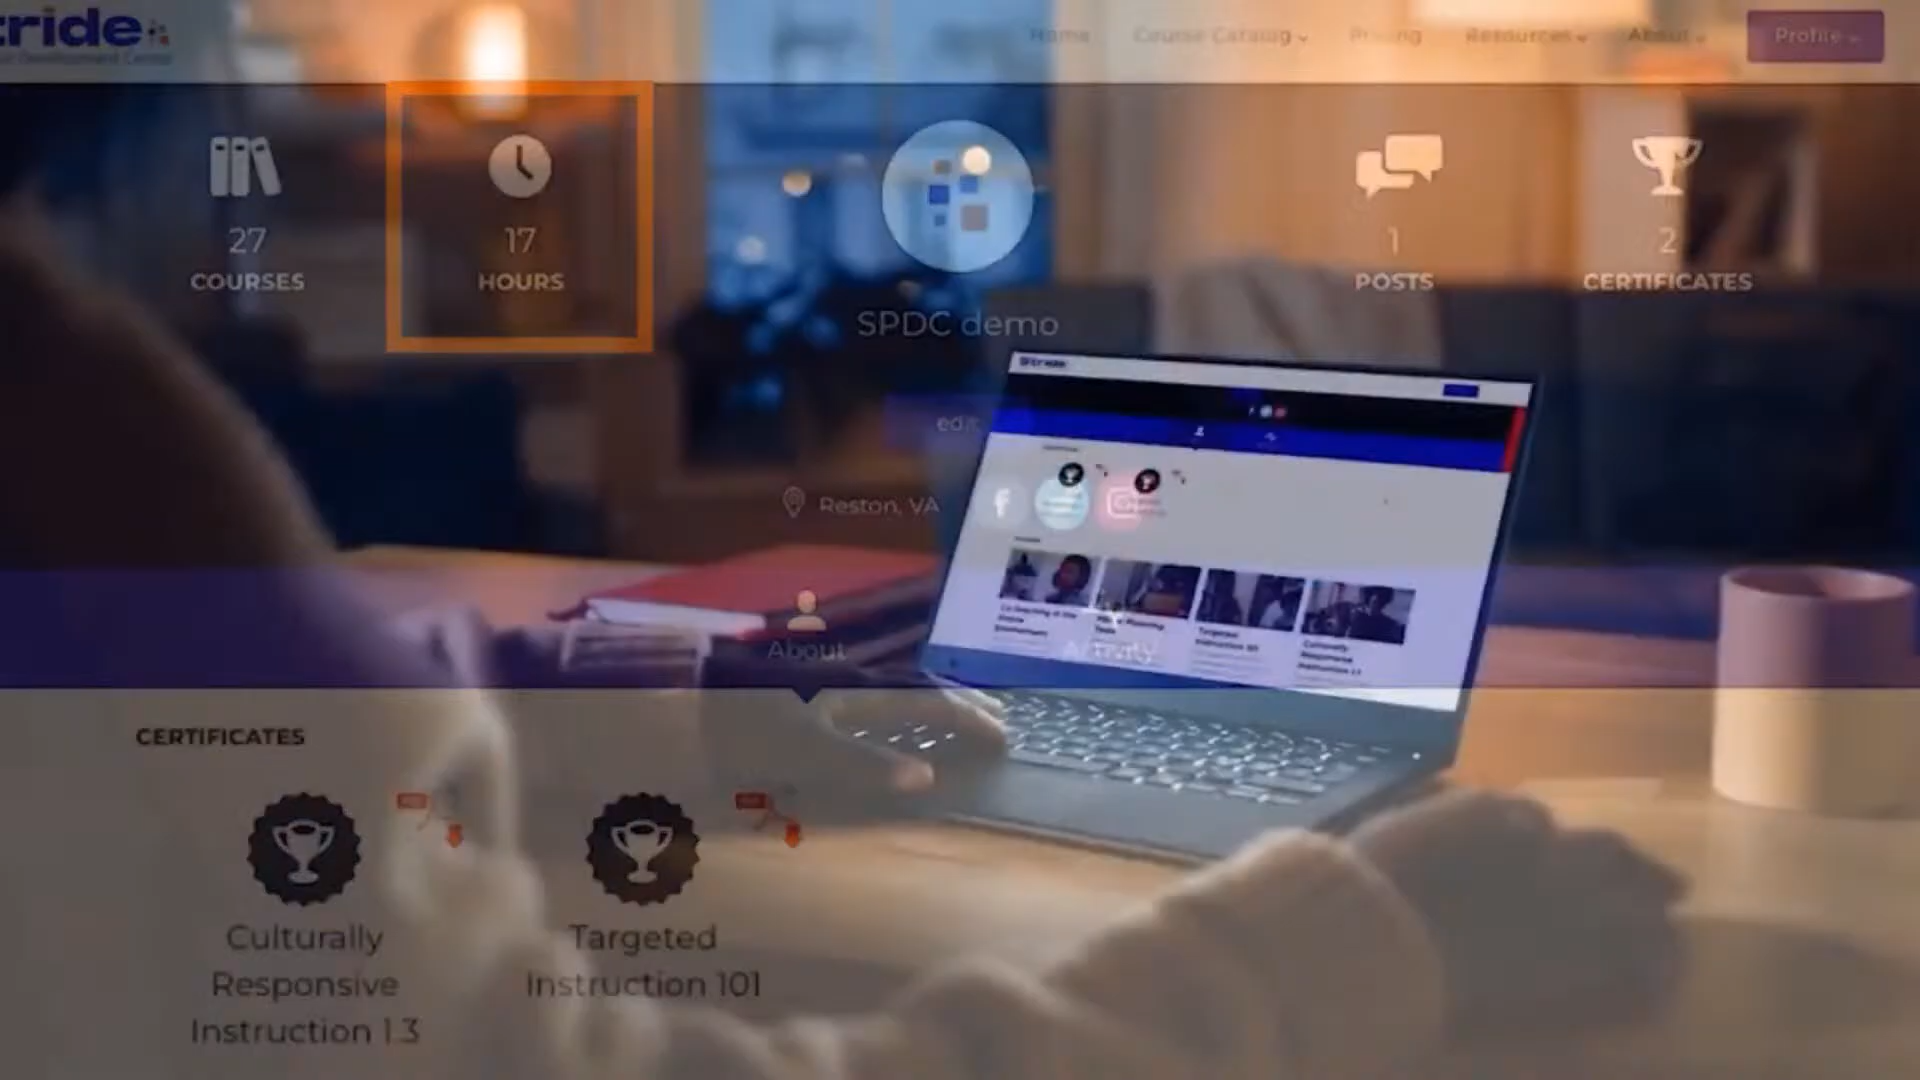 tride
Home Course Catalog Pricing Resources About Profile
27
COURSES
17
HOURS
1
POSTS
2
CERTIFICATES
SPDC demo
edit
Reston, VA
About
Activity
CERTIFICATES
Culturally
Responsive
Instruction 1.3
Targeted
Instruction 101